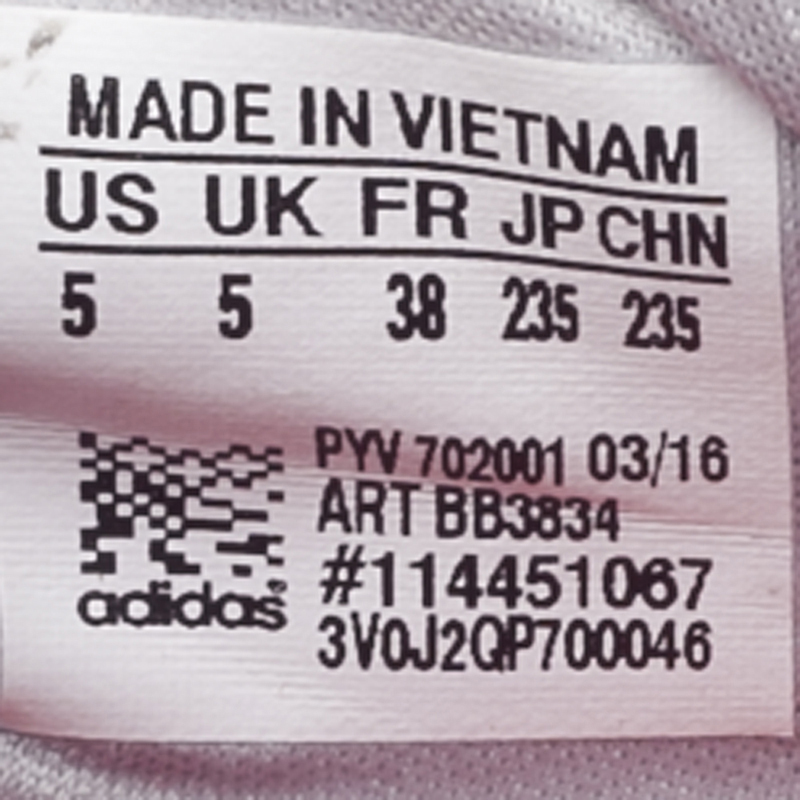 MADE IN VIETNAM
US UK FR JP CHN
5 5 38 235 235
PYV 702001 03/16
ART BB3834
#114451067
3V0J2QP700046
adidas®